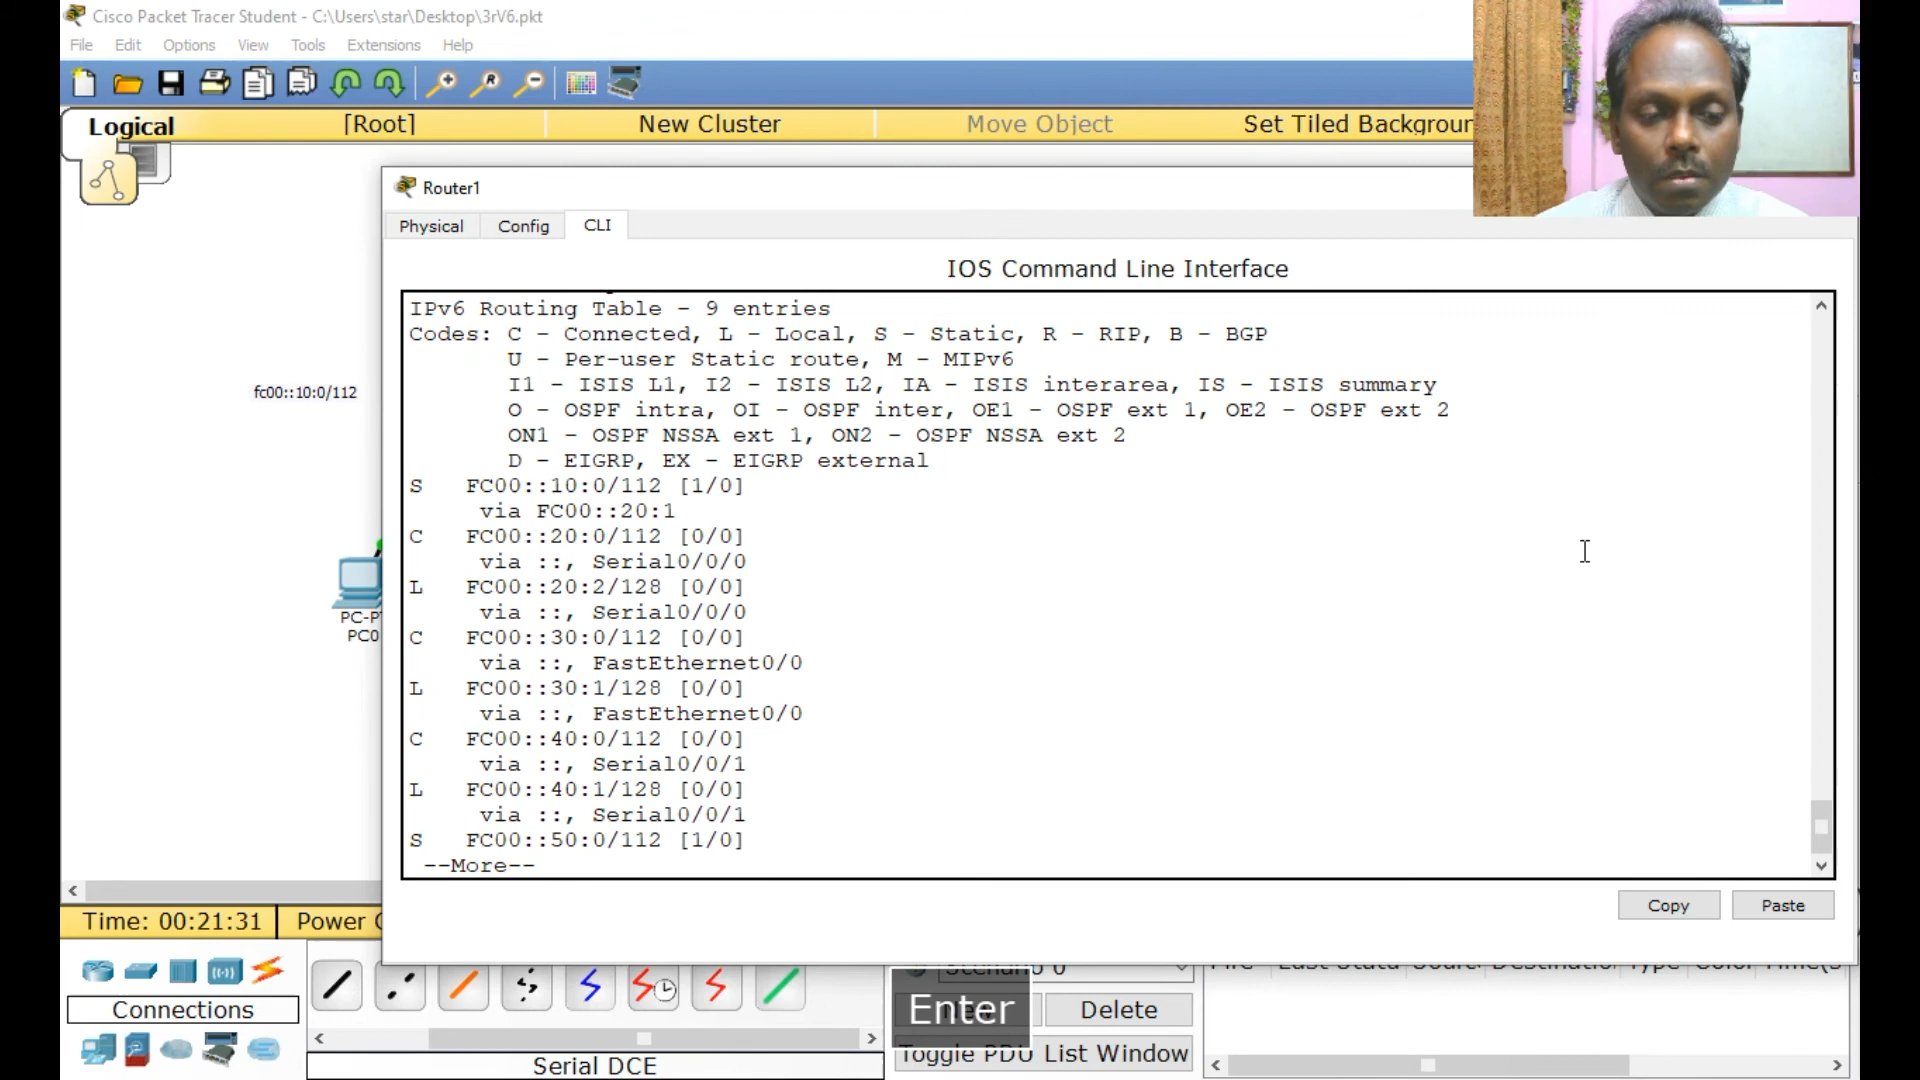 Cisco Packet Tracer Student - C:\Users\star\Desktop\3rV6.pkt
File Edit Options View Tools Extensions Help
Logical [Root] New Cluster Move Object Set Tiled Backgroun
Router1
Physical Config CLI
IOS Command Line Interface
IPv6 Routing Table - 9 entries
Codes: C - Connected, L - Local, S - Static, R - RIP, B - BGP
U - Per-user Static route, M - MIPv6
I1 - ISIS L1, I2 - ISIS L2, IA - ISIS interarea, IS - ISIS summary
O - OSPF intra, OI - OSPF inter, OE1 - OSPF ext 1, OE2 - OSPF ext 2
ON1 - OSPF NSSA ext 1, ON2 - OSPF NSSA ext 2
D - EIGRP, EX - EIGRP external
S FC00::10:0/112 [1/0]
via FC00::20:1
C FC00::20:0/112 [0/0]
via ::, Serial0/0/0
L FC00::20:2/128 [0/0]
via ::, Serial0/0/0
C FC00::30:0/112 [0/0]
via ::, FastEthernet0/0
L FC00::30:1/128 [0/0]
via ::, FastEthernet0/0
C FC00::40:0/112 [0/0]
via ::, Serial0/0/1
L FC00::40:1/128 [0/0]
via ::, Serial0/0/1
S FC00::50:0/112 [1/0]
--More--
fc00::10:0/112
PC-P
PC0
Copy Paste
Time: 00:21:31 Power
Connections
Serial DCE
Enter
Delete
Toggle PDU List Window